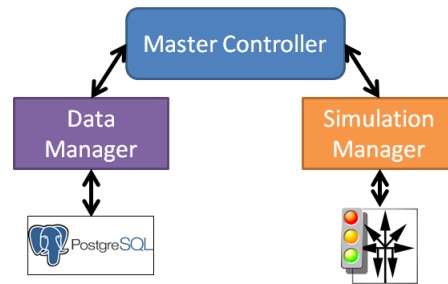 Master Controller
Data
Manager
Simulation
Manager
PostgreSQL